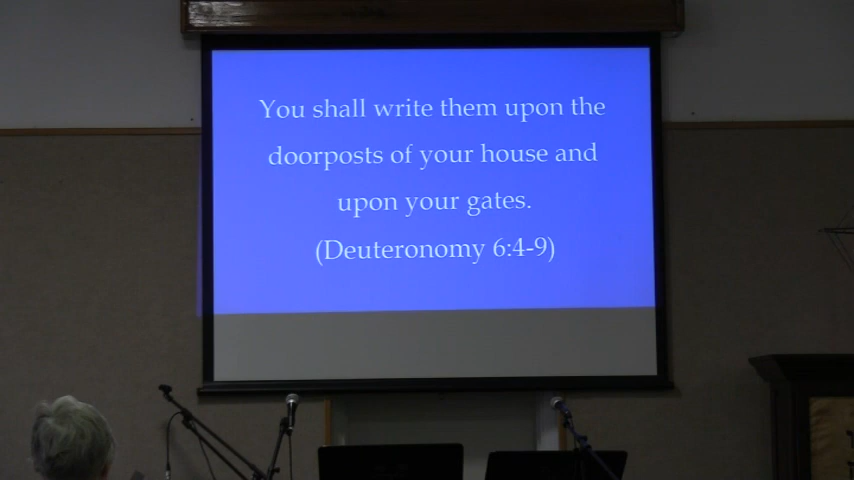 You shall write them upon the
doorposts of your house and
upon your gates.
(Deuteronomy 6:4-9)